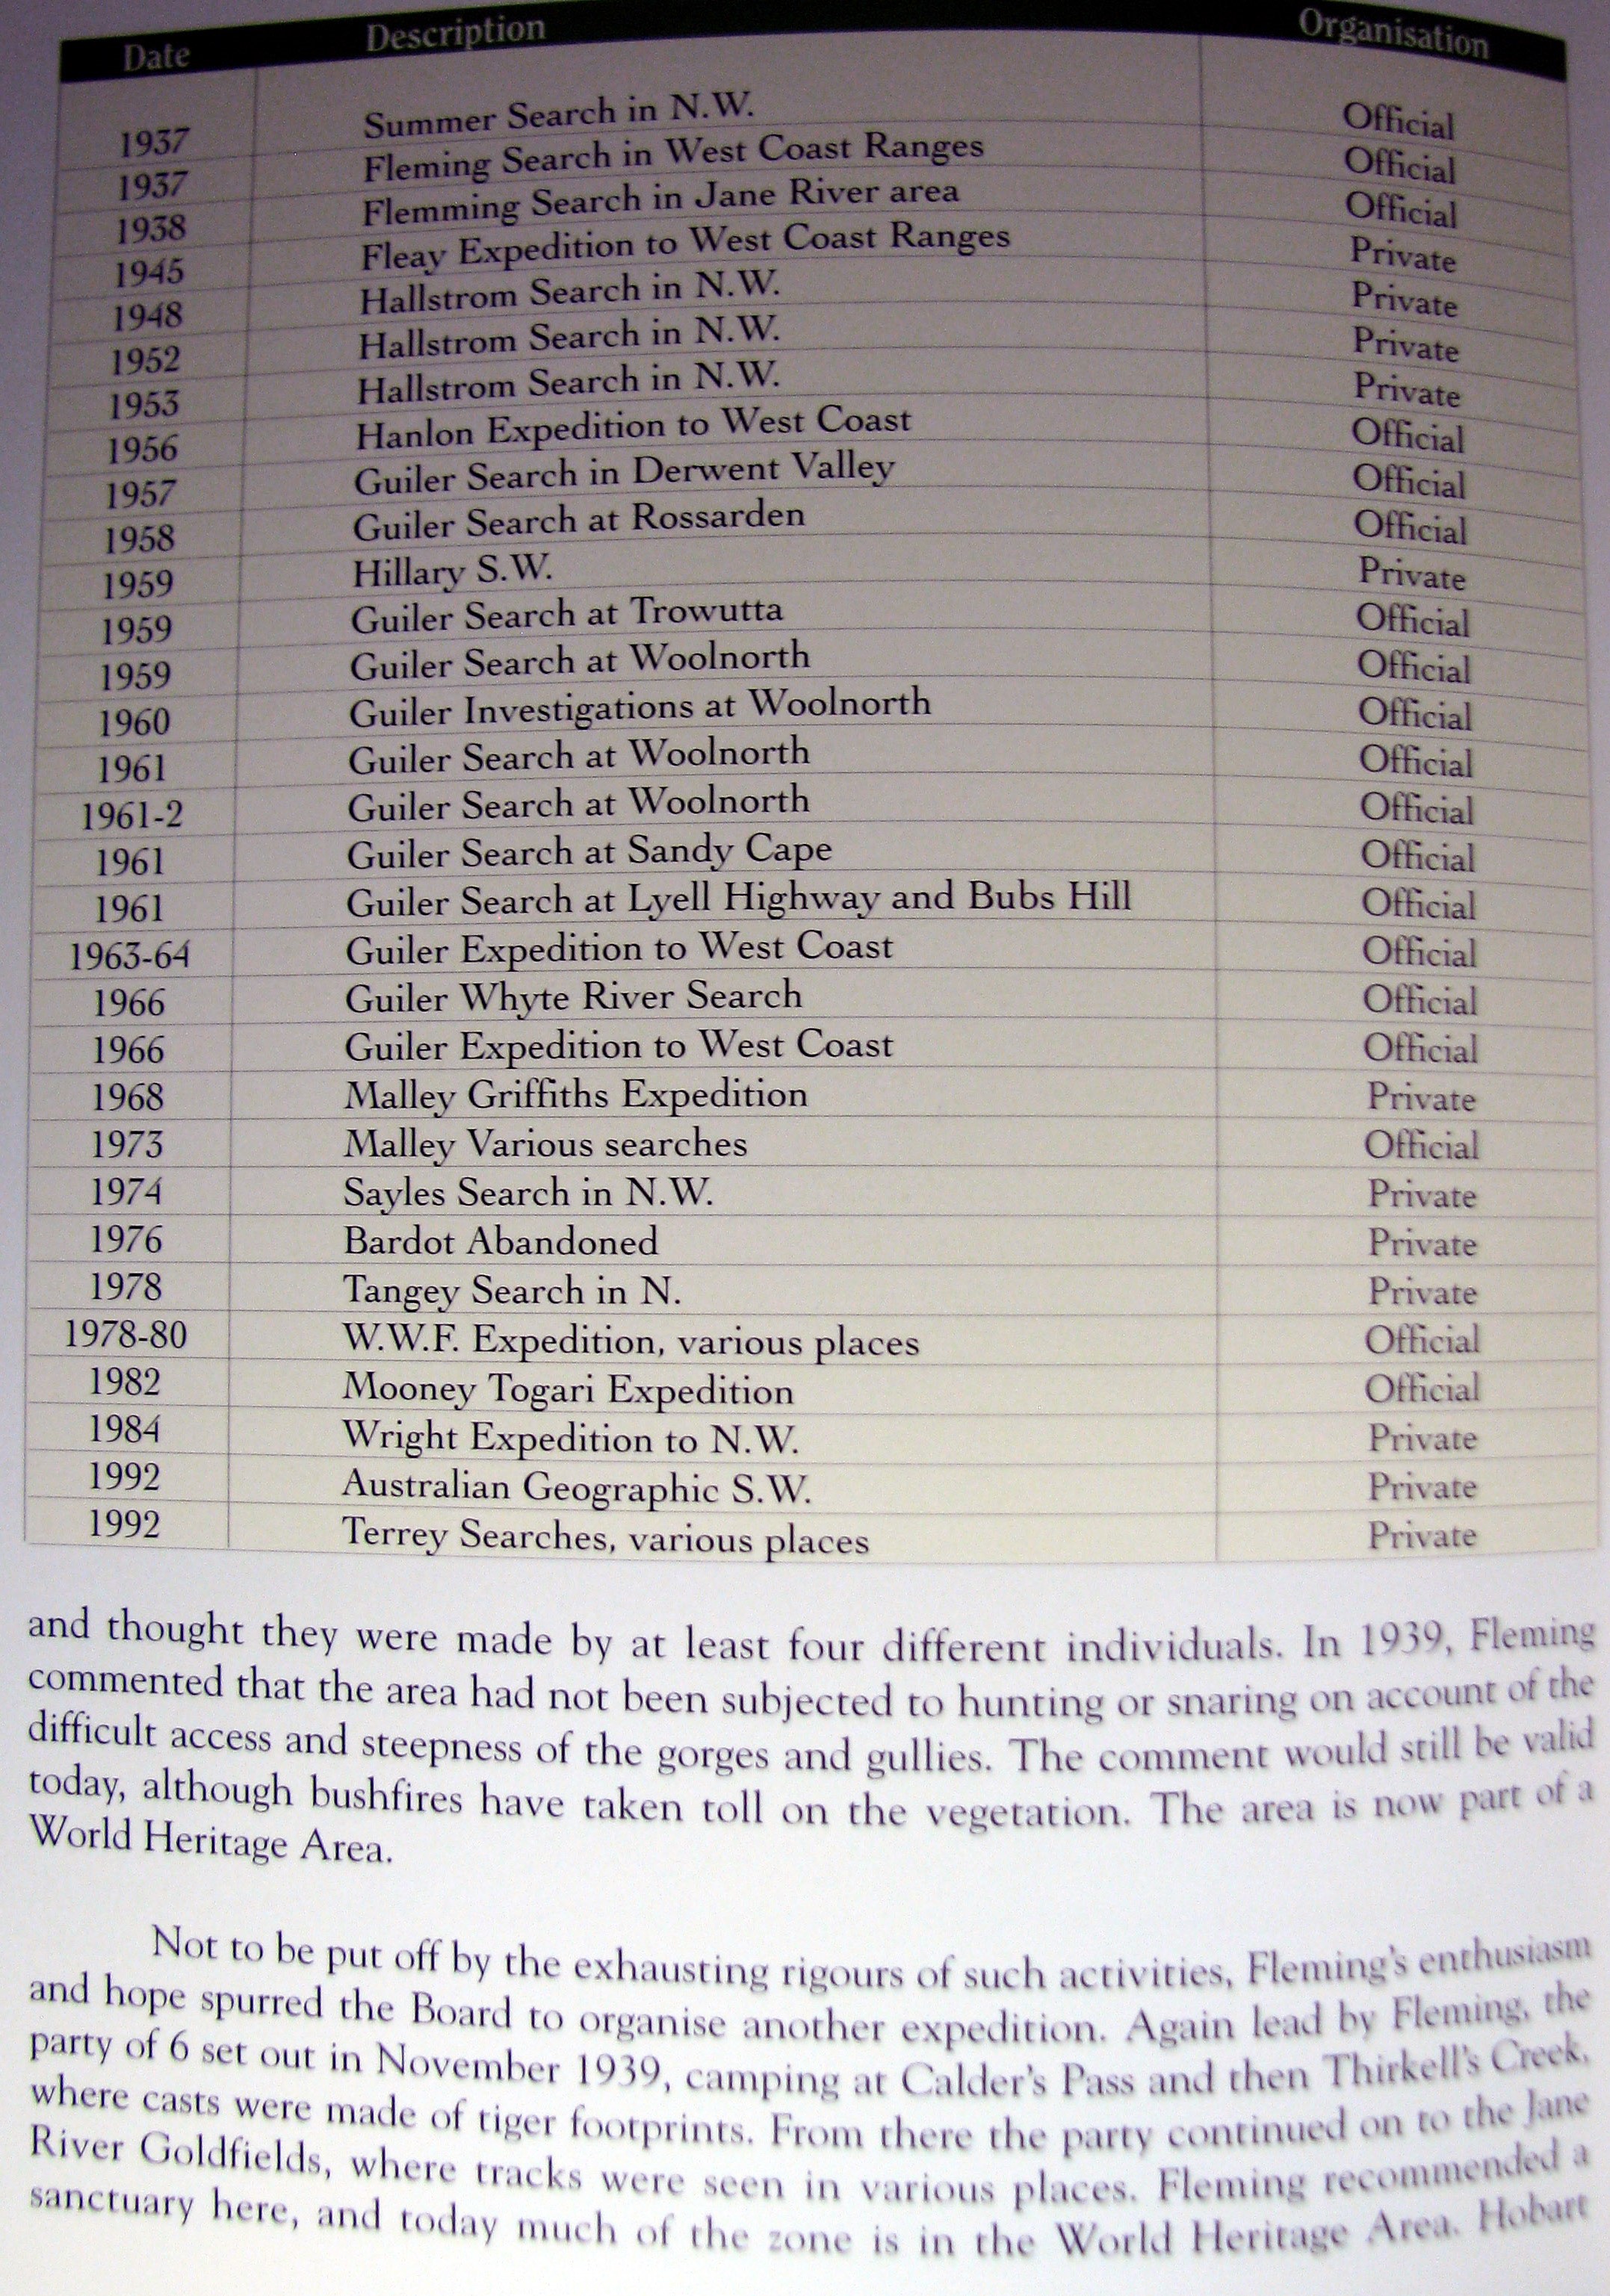 Date Description Organisation
1937 Summer Search in N.W. Official
1937 Fleming Search in West Coast Ranges Official
1938 Flemming Search in Jane River area Official
1945 Fleay Expedition to West Coast Ranges Private
1948 Hallstrom Search in N.W. Private
1952 Hallstrom Search in N.W. Private
1953 Hallstrom Search in N.W. Private
1956 Hanlon Expedition to West Coast Official
1957 Guiler Search in Derwent Valley Official
1958 Guiler Search at Rossarden Official
1959 Hillary S.W. Private
1959 Guiler Search at Trowutta Official
1959 Guiler Search at Woolnorth Official
1960 Guiler Investigations at Woolnorth Official
1961 Guiler Search at Woolnorth Official
1961-2 Guiler Search at Woolnorth Official
1961 Guiler Search at Sandy Cape Official
1961 Guiler Search at Lyell Highway and Bubs Hill Official
1963-64 Guiler Expedition to West Coast Official
1966 Guiler Whyte River Search Official
1966 Guiler Expedition to West Coast Official
1968 Malley Griffiths Expedition Private
1973 Malley Various searches Official
1974 Sayles Search in N.W. Private
1976 Bardot Abandoned Private
1978 Tangey Search in N. Private
1978-80 W.W.F. Expedition, various places Official
1982 Mooney Togari Expedition Official
1984 Wright Expedition to N.W. Private
1992 Australian Geographic S.W. Private
1992 Terrey Searches, various places Private
and thought they were made by at least four different individuals. In 1939, Fleming
commented that the area had not been subjected to hunting or snaring on account of the
difficult access and steepness of the gorges and gullies. The comment would still be valid
today, although bushfires have taken toll on the vegetation. The area is now part of a
World Heritage Area.
Not to be put off by the exhausting rigours of such activities, Fleming's enthusiasm
and hope spurred the Board to organise another expedition. Again lead by Fleming, the
party of 6 set out in November 1939, camping at Calder's Pass and then Thirkell's Creek,
where casts were made of tiger footprints. From there the party continued on to the Jane
River Goldfields, where tracks were seen in various places. Fleming recommended a
sanctuary here, and today much of the zone is in the World Heritage Area. Hobart